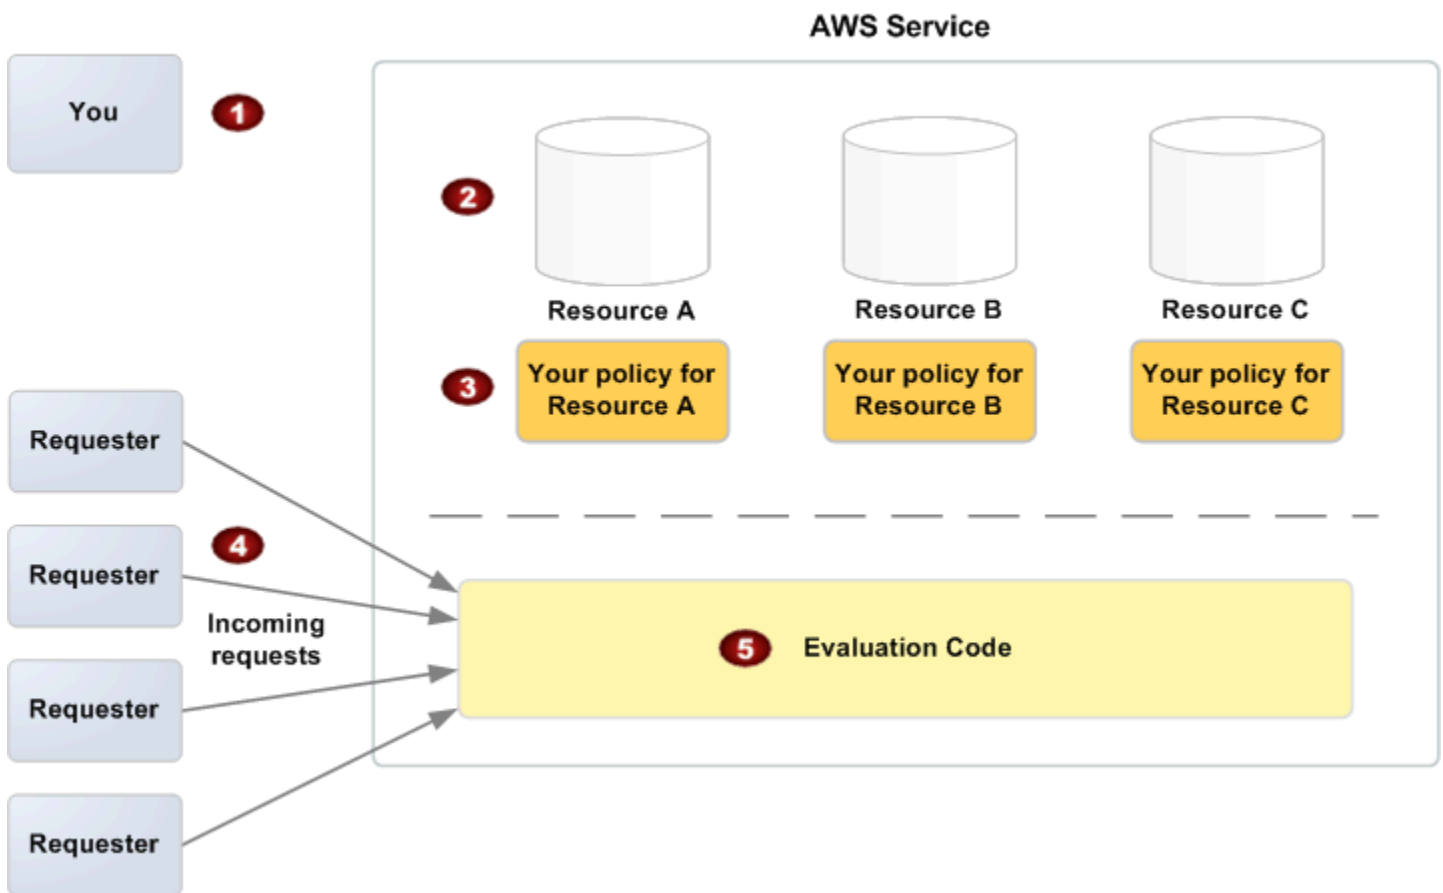 AWS Service
You
1
2
Resource A
Resource B
Resource C
3
Your policy for
Resource A
Your policy for
Resource B
Your policy for
Resource C
Requester
4
Requester
Incoming
requests
5
Evaluation Code
Requester
Requester